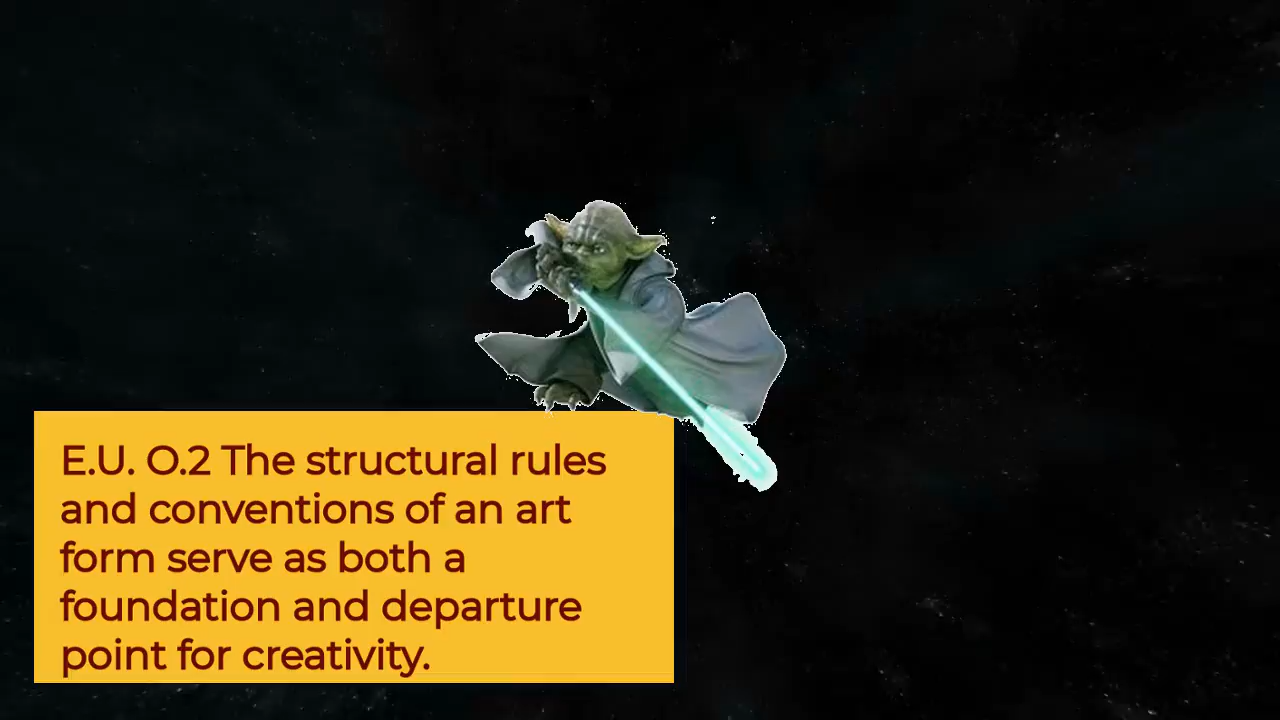 E.U. O.2 The structural rules
and conventions of an art
form serve as both a
foundation and departure
point for creativity.